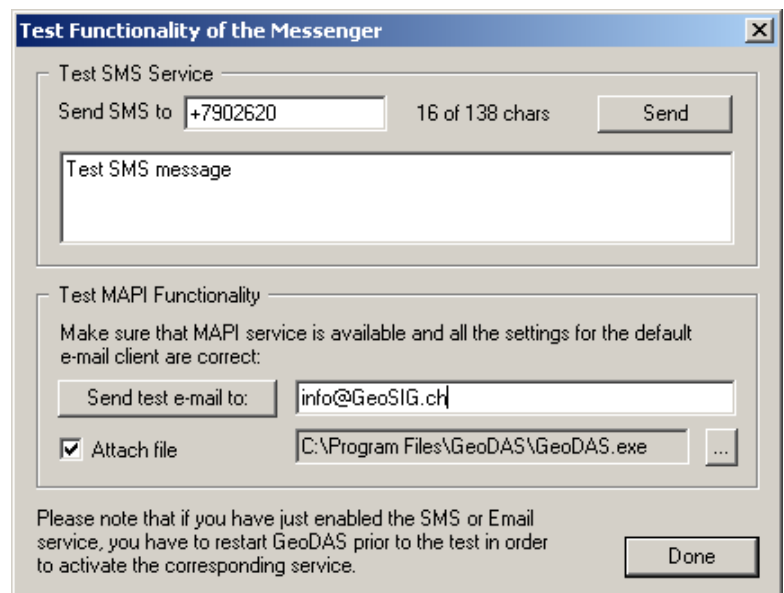 Test Functionality of the Messenger
Test SMS Service
Send SMS to +7902620 16 of 138 chars Send
Test SMS message
Test MAPI Functionality
Make sure that MAPI service is available and all the settings for the default
e-mail client are correct:
Send test e-mail to: info@GeoSIG.ch
Attach file C:\Program Files\GeoDAS\GeoDAS.exe ...
Please note that if you have just enabled the SMS or Email
service, you have to restart GeoDAS prior to the test in order
to activate the corresponding service.
Done